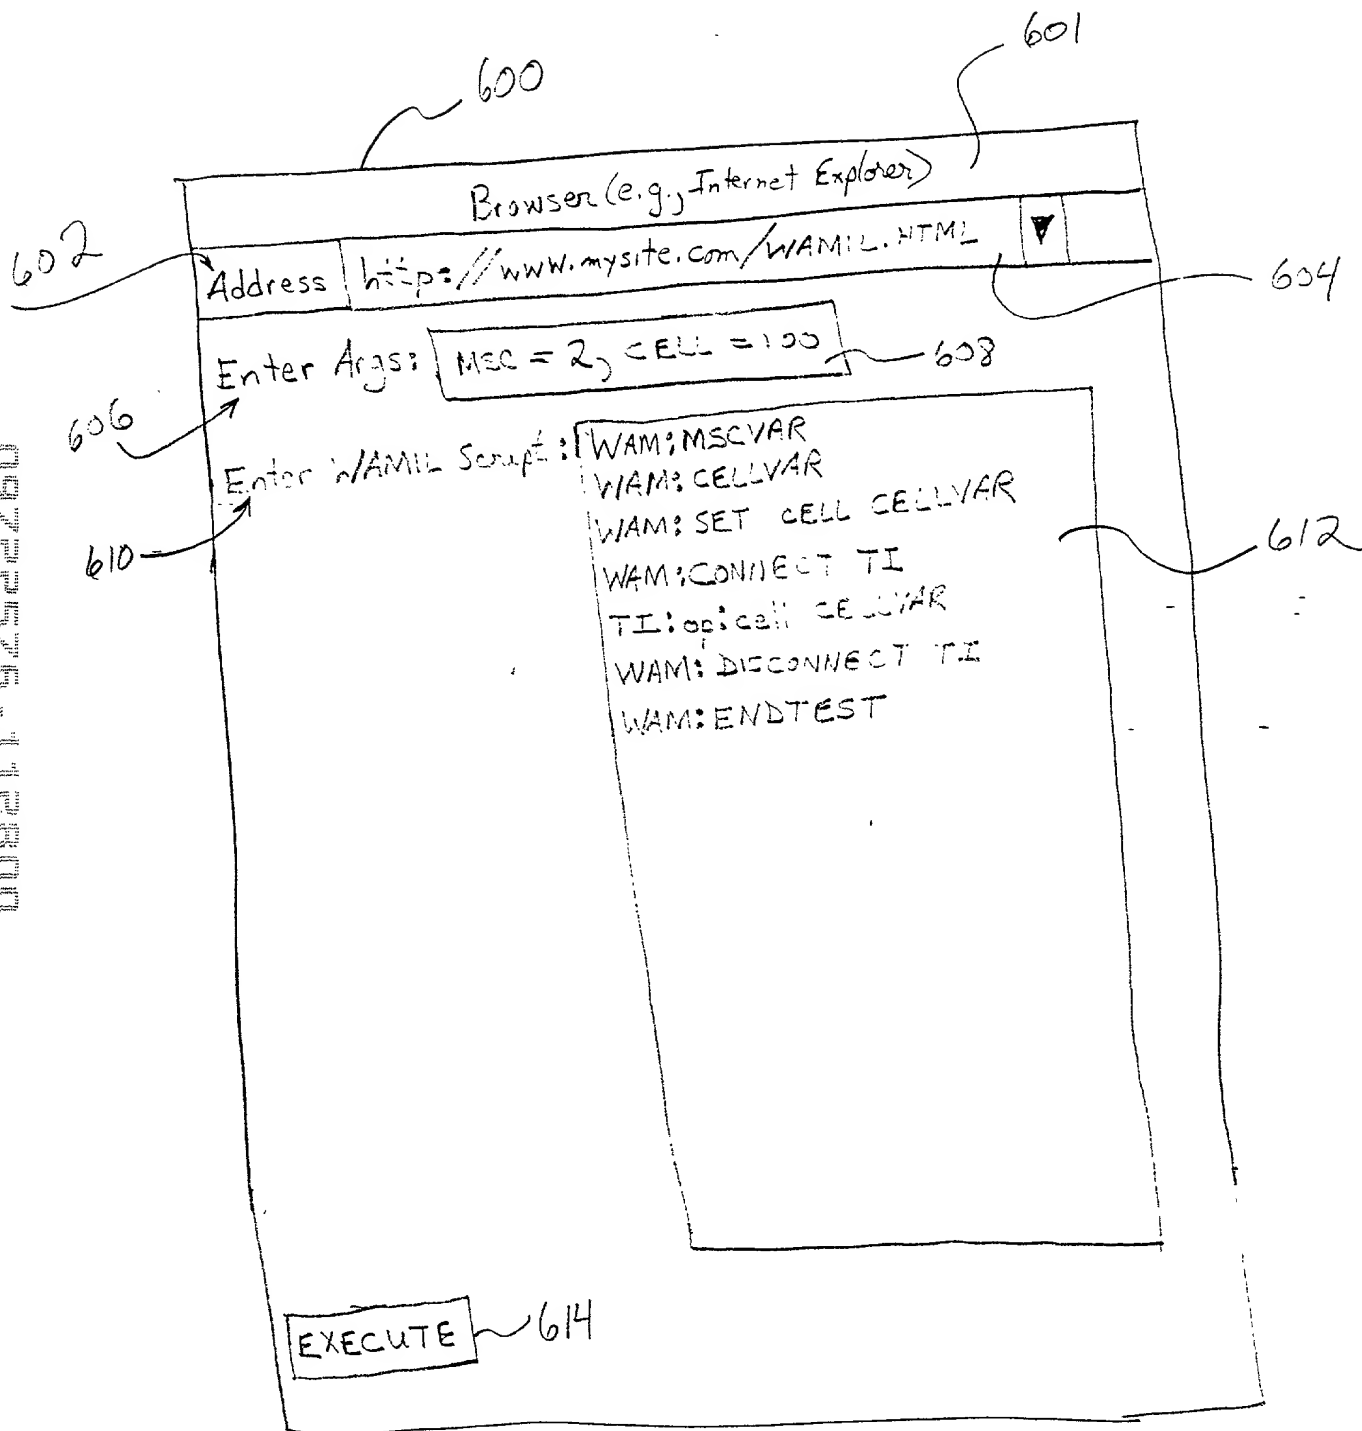 600
601
Browser (e.g., Internet Explorer)
602
Address http://www.mysite.com/WAMIL.HTML
604
Enter Args: MSC = 2, CELL = 100
608
606
Enter WAMIL Script: WAM:MSCVAR
WAM:CELLVAR
WAM:SET CELL CELLVAR
612
610
WAM:CONNECT TI
TI:op:cell CELLVAR
WAM:DISCONNECT TI
WAM:ENDTEST
EXECUTE
614